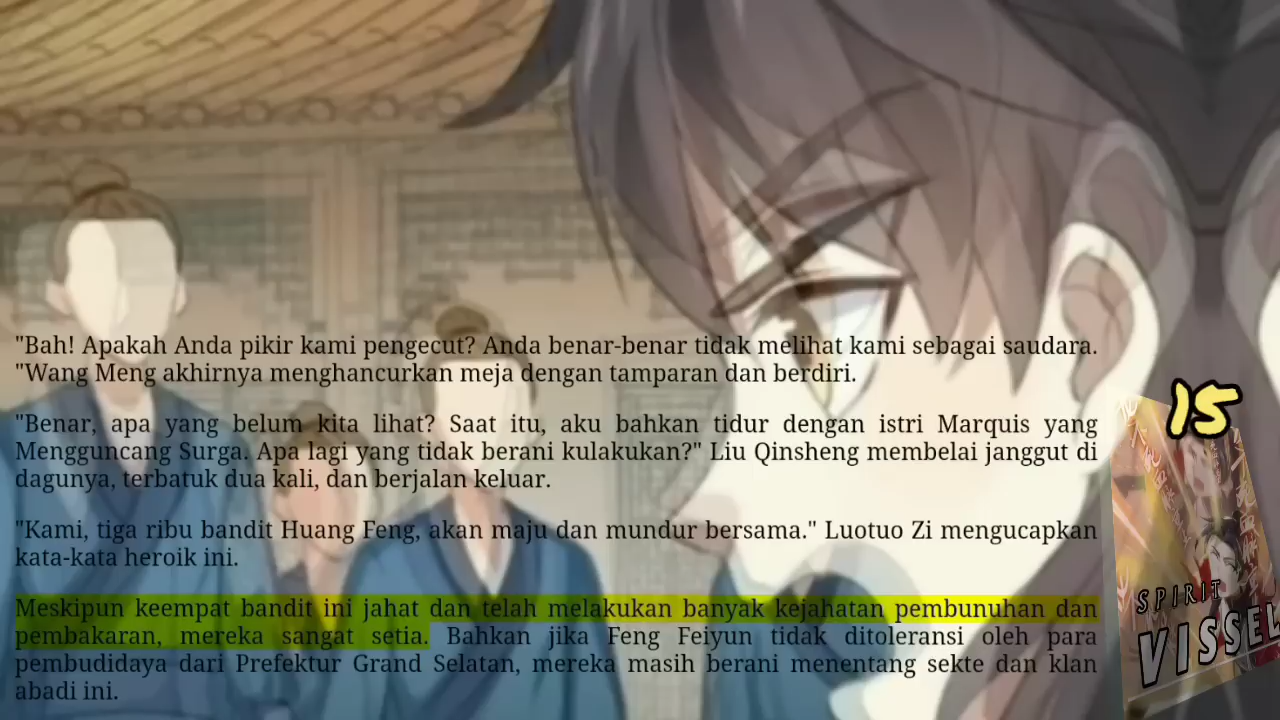 "Bah! Apakah Anda pikir kami pengecut? Anda benar-benar tidak melihat kami sebagai saudara.
"Wang Meng akhirnya menghancurkan meja dengan tamparan dan berdiri.
"Benar, apa yang belum kita lihat? Saat itu, aku bahkan tidur dengan istri Marquis yang
Mengguncang Surga. Apa lagi yang tidak berani kulakukan?" Liu Qinsheng membelai janggut di
dagunya, terbatuk dua kali, dan berjalan keluar.
"Kami, tiga ribu bandit Huang Feng, akan maju dan mundur bersama." Luotuo Zi mengucapkan
kata-kata heroik ini.
Meskipun keempat bandit ini jahat dan telah melakukan banyak kejahatan pembunuhan dan
pembakaran, mereka sangat setia. Bahkan jika Feng Feiyun tidak ditoleransi oleh para
pembudidaya dari Prefektur Grand Selatan, mereka masih berani menentang sekte dan klan
abadi ini.
15
SPIRIT
VISSEL